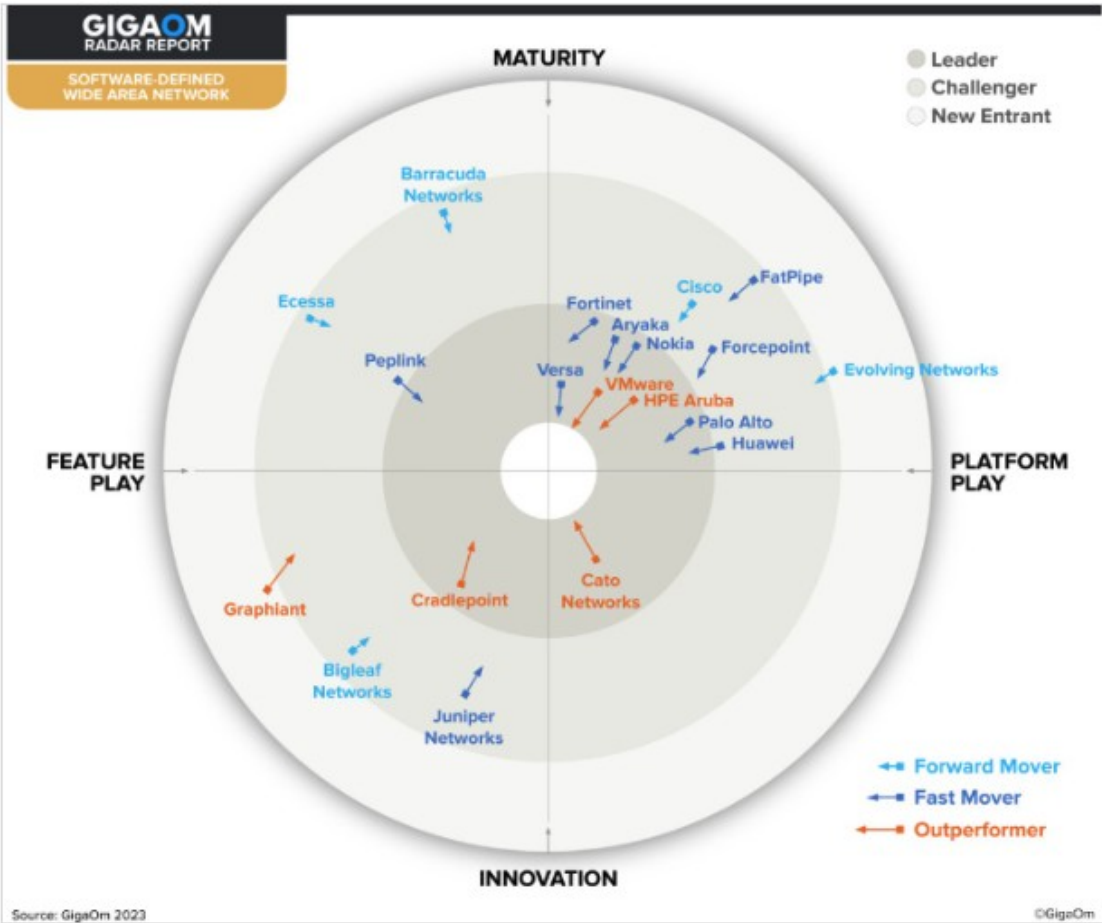 GIGAOM
RADAR REPORT
SOFTWARE-DEFINED
WIDE AREA NETWORK
MATURITY
Leader
Challenger
New Entrant
Barracuda
Networks
Ecessa
Peplink
Fortinet
Aryaka
Nokia
Versa
VMware
HPE Aruba
Cisco
FatPipe
Forcepoint
Evolving Networks
Palo Alto
Huawei
FEATURE
PLAY
PLATFORM
PLAY
Graphiant
Cradlepoint
Cato
Networks
Bigleaf
Networks
Juniper
Networks
Forward Mover
Fast Mover
Outperformer
INNOVATION
Source: GigaOm 2023
©GigaOm